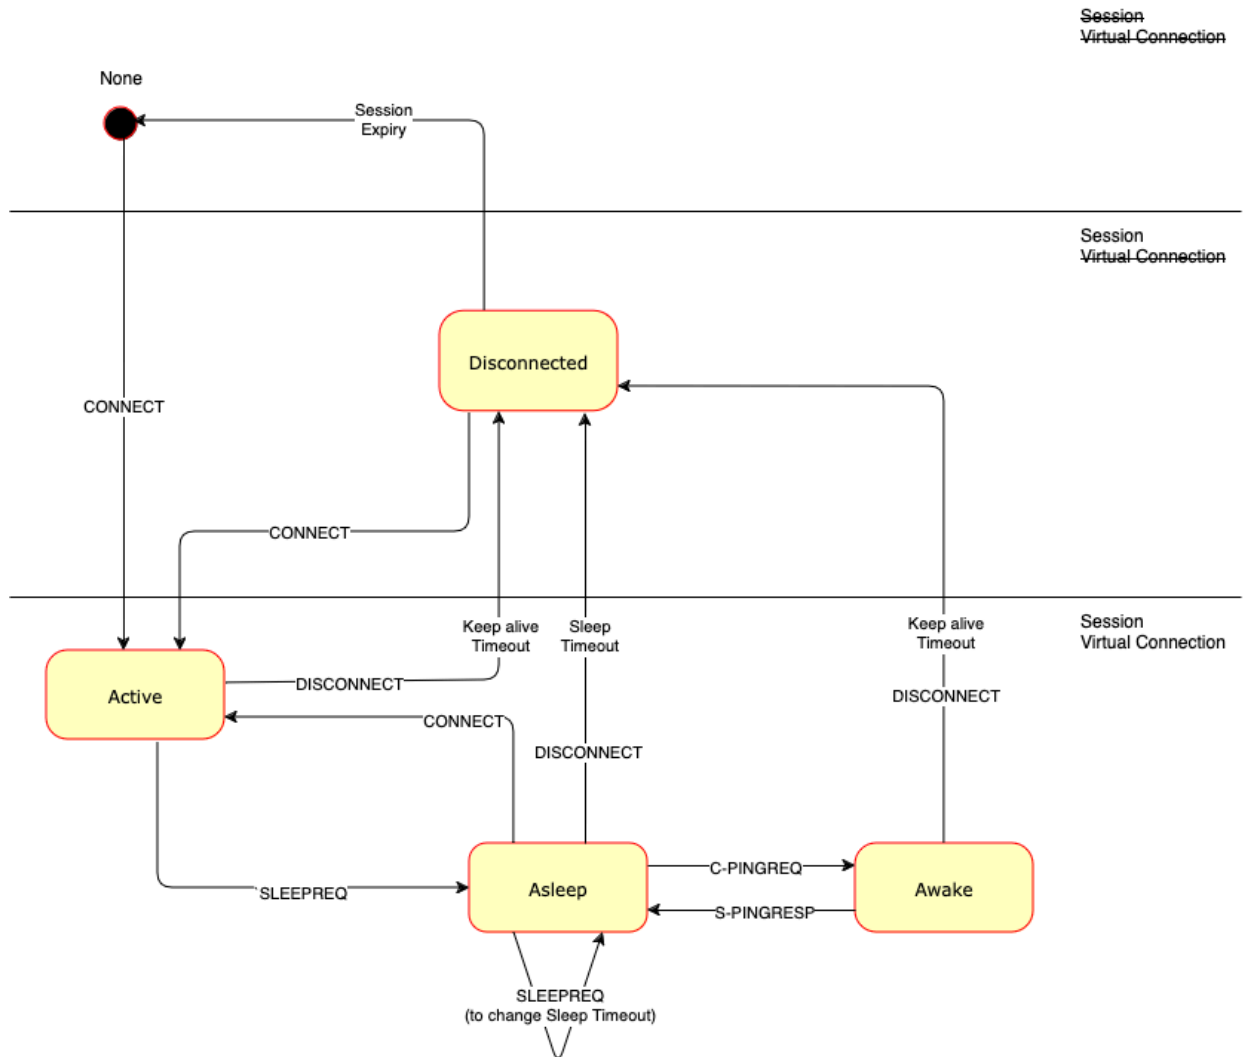 Session
Virtual Connection
None
Session
Expiry
Session
Virtual Connection
Disconnected
CONNECT
CONNECT
Keep alive
Timeout
Sleep
Timeout
Keep alive
Timeout
Session
Virtual Connection
Active
DISCONNECT
DISCONNECT
CONNECT
DISCONNECT
C-PINGREQ
Asleep
Awake
SLEEPREQ
S-PINGRESP
SLEEPREQ
(to change Sleep Timeout)